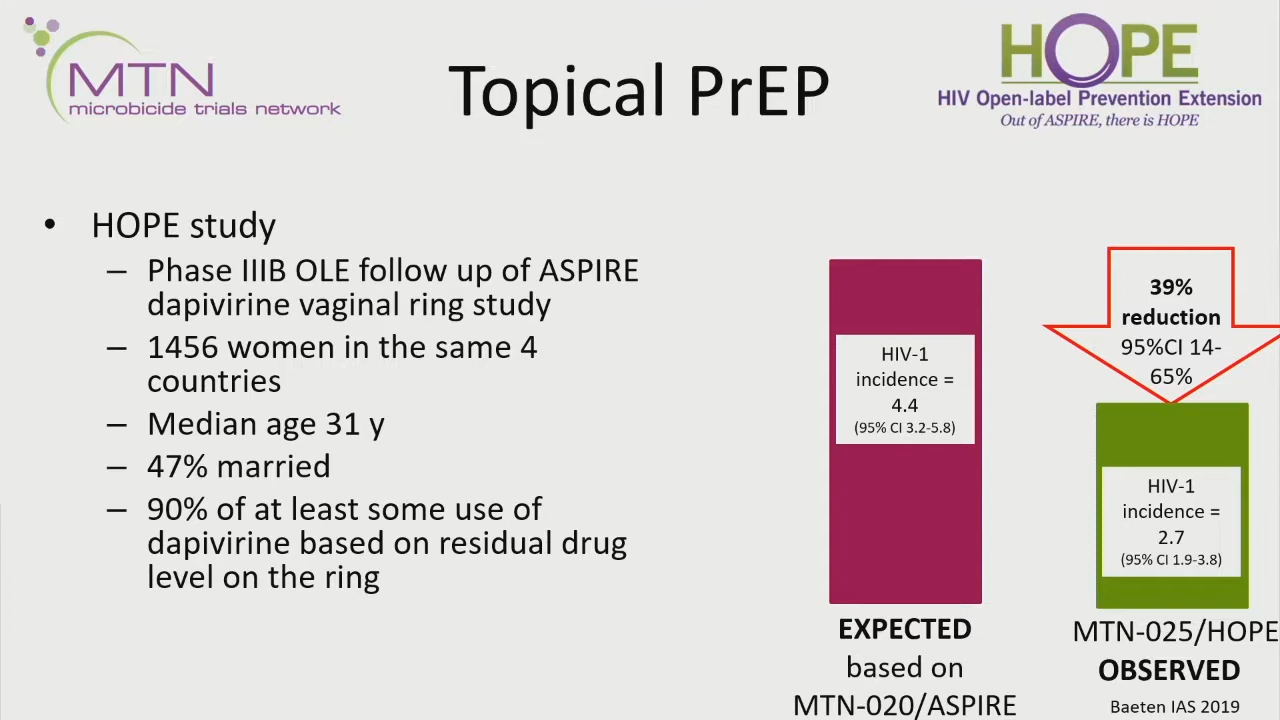 MTN
microbicide trials network
Topical PrEP
HOPE
HIV Open-label Prevention Extension
Out of ASPIRE, there is HOPE
• HOPE study
– Phase IIIB OLE follow up of ASPIRE
dapivirine vaginal ring study
– 1456 women in the same 4
countries
– Median age 31 y
– 47% married
– 90% of at least some use of
dapivirine based on residual drug
level on the ring
HIV-1
incidence =
4.4
(95% CI 3.2-5.8)
EXPECTED
based on
MTN-020/ASPIRE
39%
reduction
95%CI 14-
65%
HIV-1
incidence =
2.7
(95% CI 1.9-3.8)
MTN-025/HOPE
OBSERVED
Baeten IAS 2019